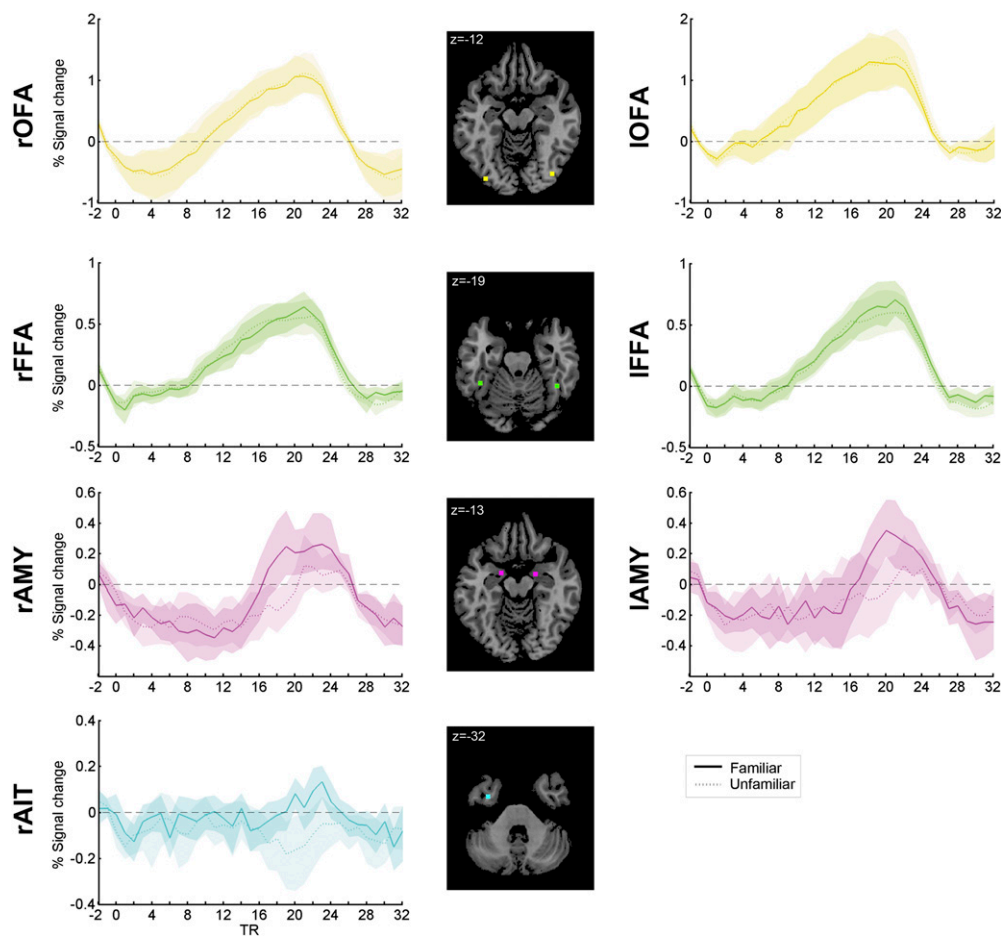 rOFA
% Signal change
2
1
0
-1
-2 0 4 8 12 16 20 24 28 32
z=-12
lOFA
2
1
0
-1
-2 0 4 8 12 16 20 24 28 32
rFFA
% Signal change
1
0.5
0
-0.5
-2 0 4 8 12 16 20 24 28 32
z=-19
lFFA
1
0.5
0
-0.5
-2 0 4 8 12 16 20 24 28 32
rAMY
% Signal change
0.6
0.4
0.2
0
-0.2
-0.4
-2 0 4 8 12 16 20 24 28 32
z=-13
lAMY
0.6
0.4
0.2
0
-0.2
-0.4
-2 0 4 8 12 16 20 24 28 32
rAIT
% Signal change
0.4
0.2
0
-0.2
-0.4
-2 0 4 8 12 16 20 24 28 32
TR
z=-32
Familiar
Unfamiliar